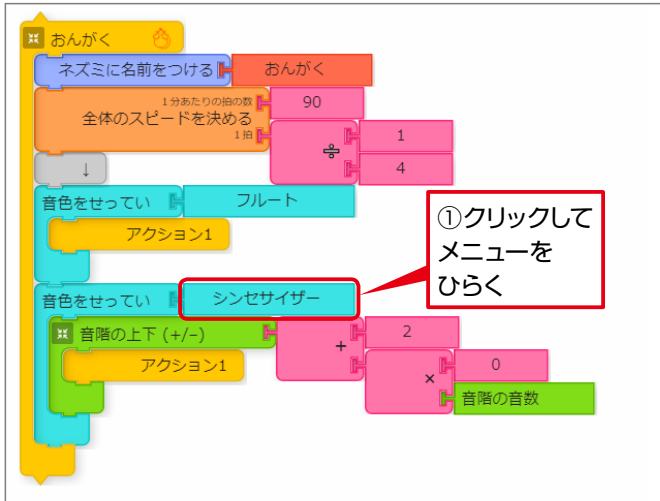 おんがく
ネズミに名前をつける おんがく
1分あたりの拍の数 90
全体のスピードを決める
1拍 ÷ 1
4
↓
音色をせってい フルート
アクション1
①クリックして
メニューを
ひらく
音色をせってい シンセサイザー
音階の上下 (+/−) + 2
アクション1 × 0
音階の音数